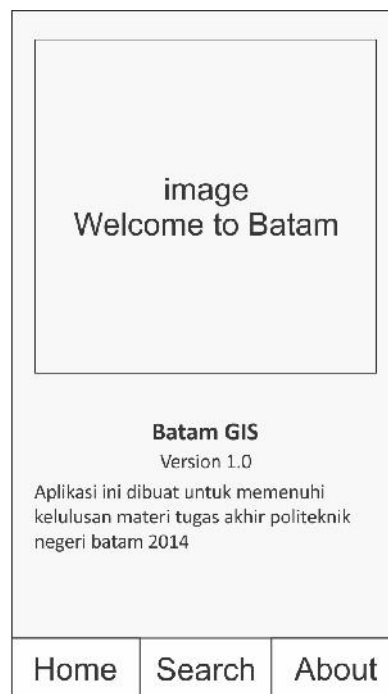 image
Welcome to Batam
Batam GIS
Version 1.0
Aplikasi ini dibuat untuk memenuhi
kelulusan materi tugas akhir politeknik
negeri batam 2014
Home
Search
About